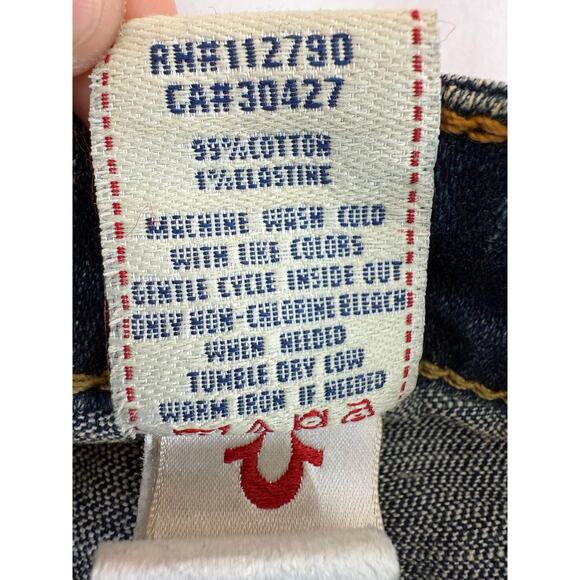 RN#112790
CA#30427
99%COTTON
1%ELASTINE
MACHINE WASH COLD
WITH LIKE COLORS
GENTLE CYCLE INSIDE OUT
ONLY NON-CHLORINE BLEACH
WHEN NEEDED
TUMBLE DRY LOW
WARM IRON IF NEEDED